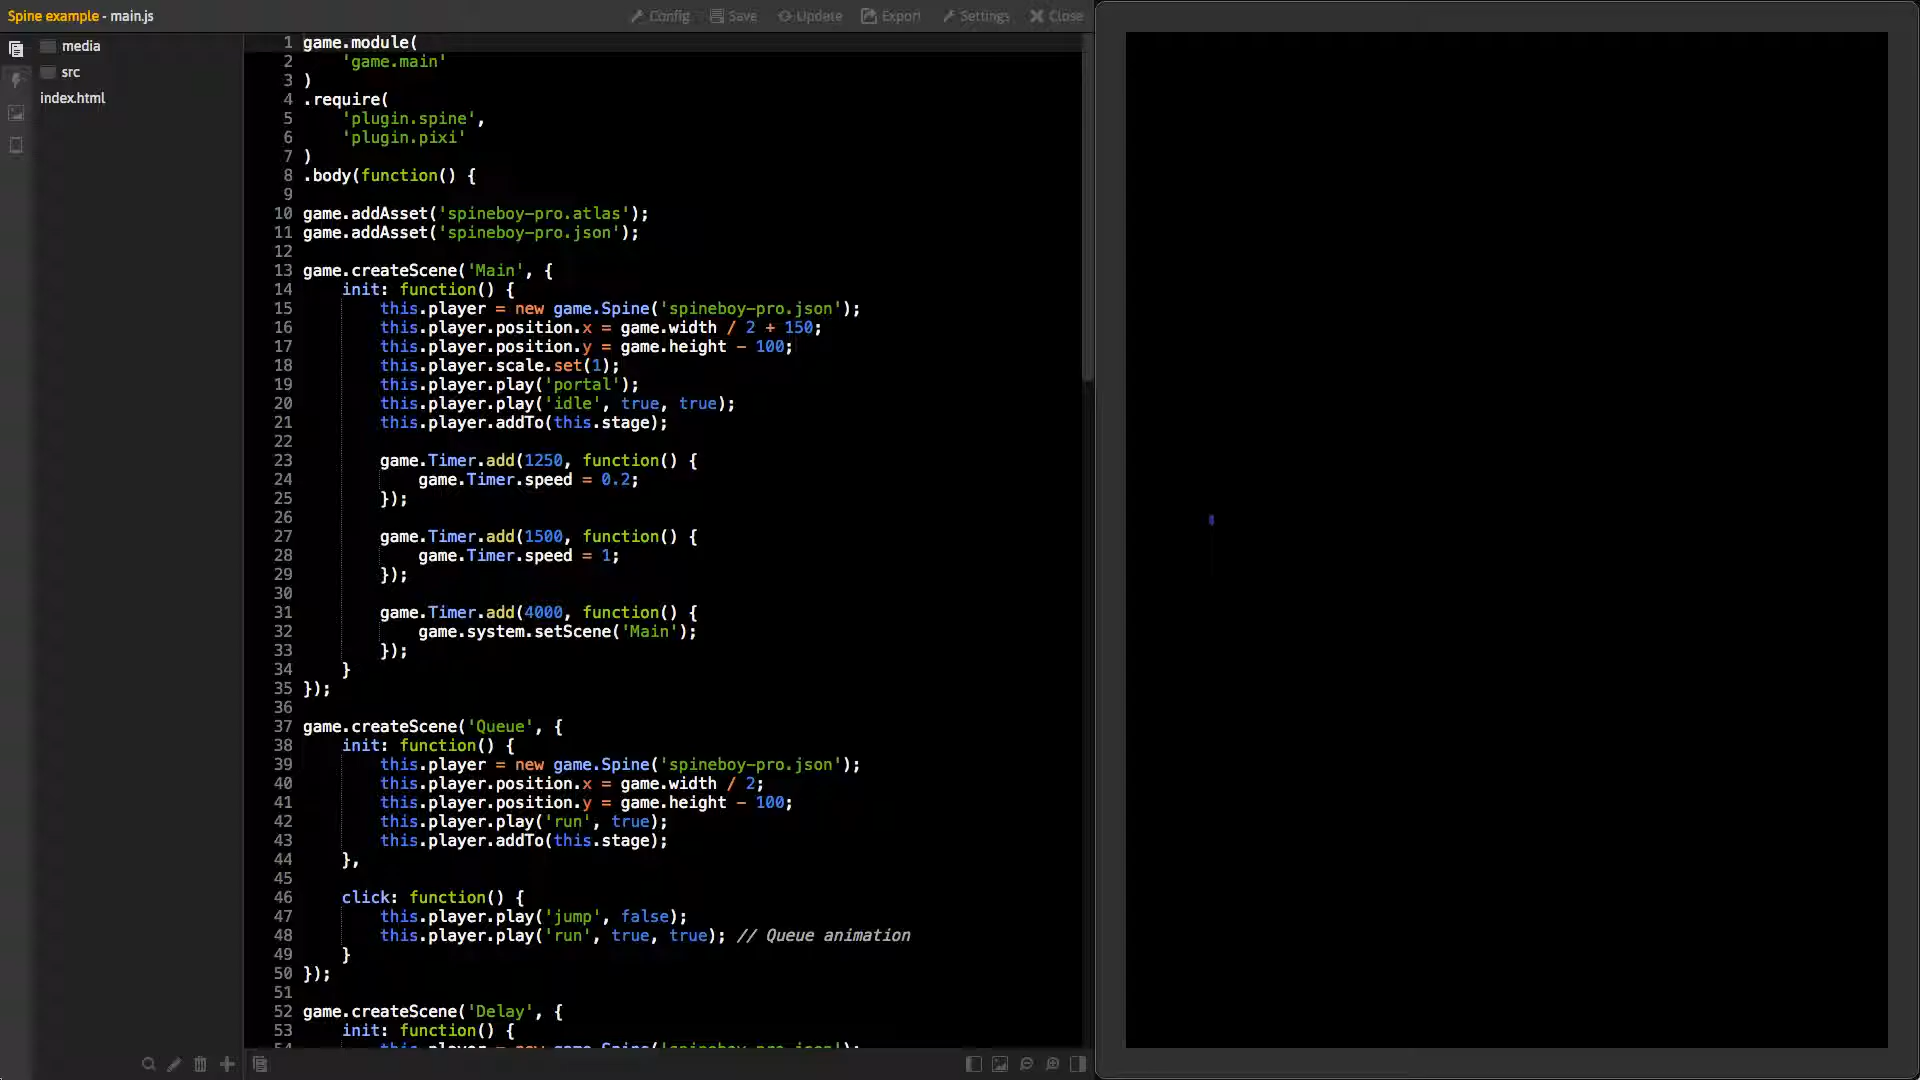 Spine example - main.js
Config Save Update Export Settings Close
media
src
index.html
1 game.module(
2 'game.main'
3 )
4 .require(
5 'plugin.spine',
6 'plugin.pixi'
7 )
8 .body(function() {
9
10 game.addAsset('spineboy-pro.atlas');
11 game.addAsset('spineboy-pro.json');
12
13 game.createScene('Main', {
14 init: function() {
15 this.player = new game.Spine('spineboy-pro.json');
16 this.player.position.x = game.width / 2 + 150;
17 this.player.position.y = game.height - 100;
18 this.player.scale.set(1);
19 this.player.play('portal');
20 this.player.play('idle', true, true);
21 this.player.addTo(this.stage);
22
23 game.Timer.add(1250, function() {
24 game.Timer.speed = 0.2;
25 });
26
27 game.Timer.add(1500, function() {
28 game.Timer.speed = 1;
29 });
30
31 game.Timer.add(4000, function() {
32 game.system.setScene('Main');
33 });
34 }
35 });
36
37 game.createScene('Queue', {
38 init: function() {
39 this.player = new game.Spine('spineboy-pro.json');
40 this.player.position.x = game.width / 2;
41 this.player.position.y = game.height - 100;
42 this.player.play('run', true);
43 this.player.addTo(this.stage);
44 },
45
46 click: function() {
47 this.player.play('jump', false);
48 this.player.play('run', true, true); // Queue animation
49 }
50 });
51
52 game.createScene('Delay', {
53 init: function() {
54 this.player = new game.Spine('spineboy-pro.json');